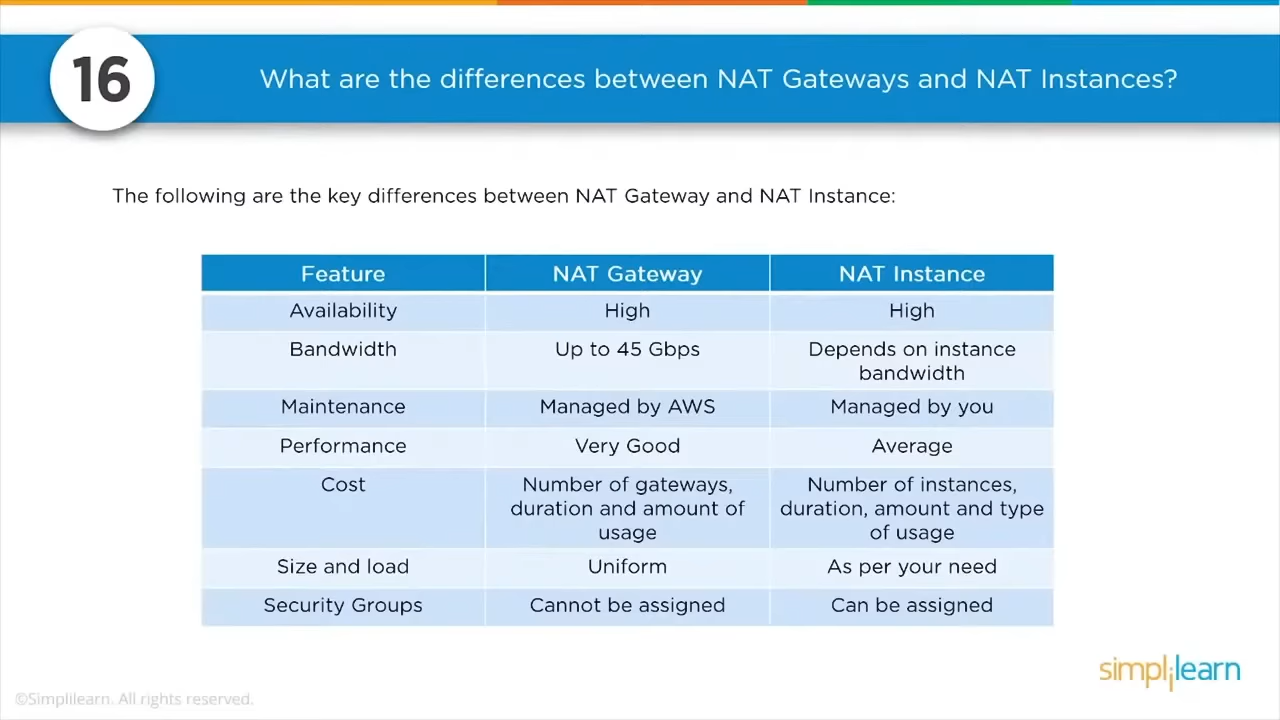 16
What are the differences between NAT Gateways and NAT Instances?
The following are the key differences between NAT Gateway and NAT Instance:
Feature NAT Gateway NAT Instance
Availability High High
Bandwidth Up to 45 Gbps Depends on instance
bandwidth
Maintenance Managed by AWS Managed by you
Performance Very Good Average
Cost Number of gateways, Number of instances,
duration and amount of duration, amount and type
usage of usage
Size and load Uniform As per your need
Security Groups Cannot be assigned Can be assigned
simplilearn
©Simplilearn. All rights reserved.